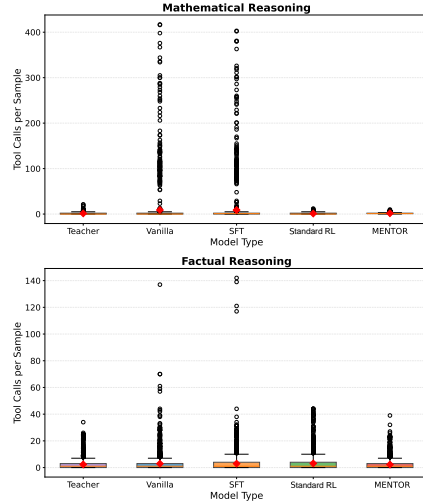 Mathematical Reasoning
400
300
200
100
0
Tool Calls per Sample
Teacher Vanilla SFT Standard RL MENTOR
Model Type
Factual Reasoning
140
120
100
80
60
40
20
0
Tool Calls per Sample
Teacher Vanilla SFT Standard RL MENTOR
Model Type